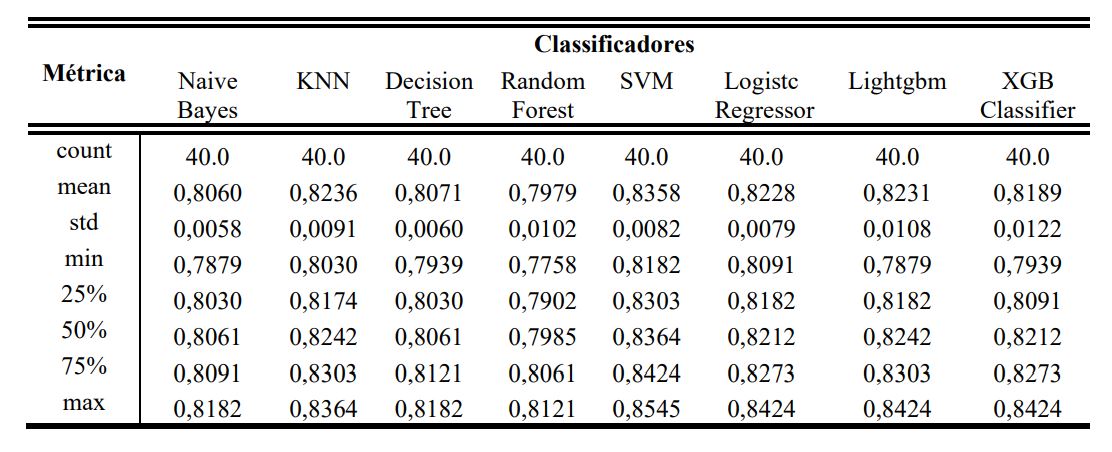 Classificadores
Métrica Naive Bayes KNN Decision Tree Random Forest SVM Logistc Regressor Lightgbm XGB Classifier
count 40.0 40.0 40.0 40.0 40.0 40.0 40.0 40.0
mean 0,8060 0,8236 0,8071 0,7979 0,8358 0,8228 0,8231 0,8189
std 0,0058 0,0091 0,0060 0,0102 0,0082 0,0079 0,0108 0,0122
min 0,7879 0,8030 0,7939 0,7758 0,8182 0,8091 0,7879 0,7939
25% 0,8030 0,8174 0,8030 0,7902 0,8303 0,8182 0,8182 0,8091
50% 0,8061 0,8242 0,8061 0,7985 0,8364 0,8212 0,8242 0,8212
75% 0,8091 0,8303 0,8121 0,8061 0,8424 0,8273 0,8303 0,8273
max 0,8182 0,8364 0,8182 0,8121 0,8545 0,8424 0,8424 0,8424